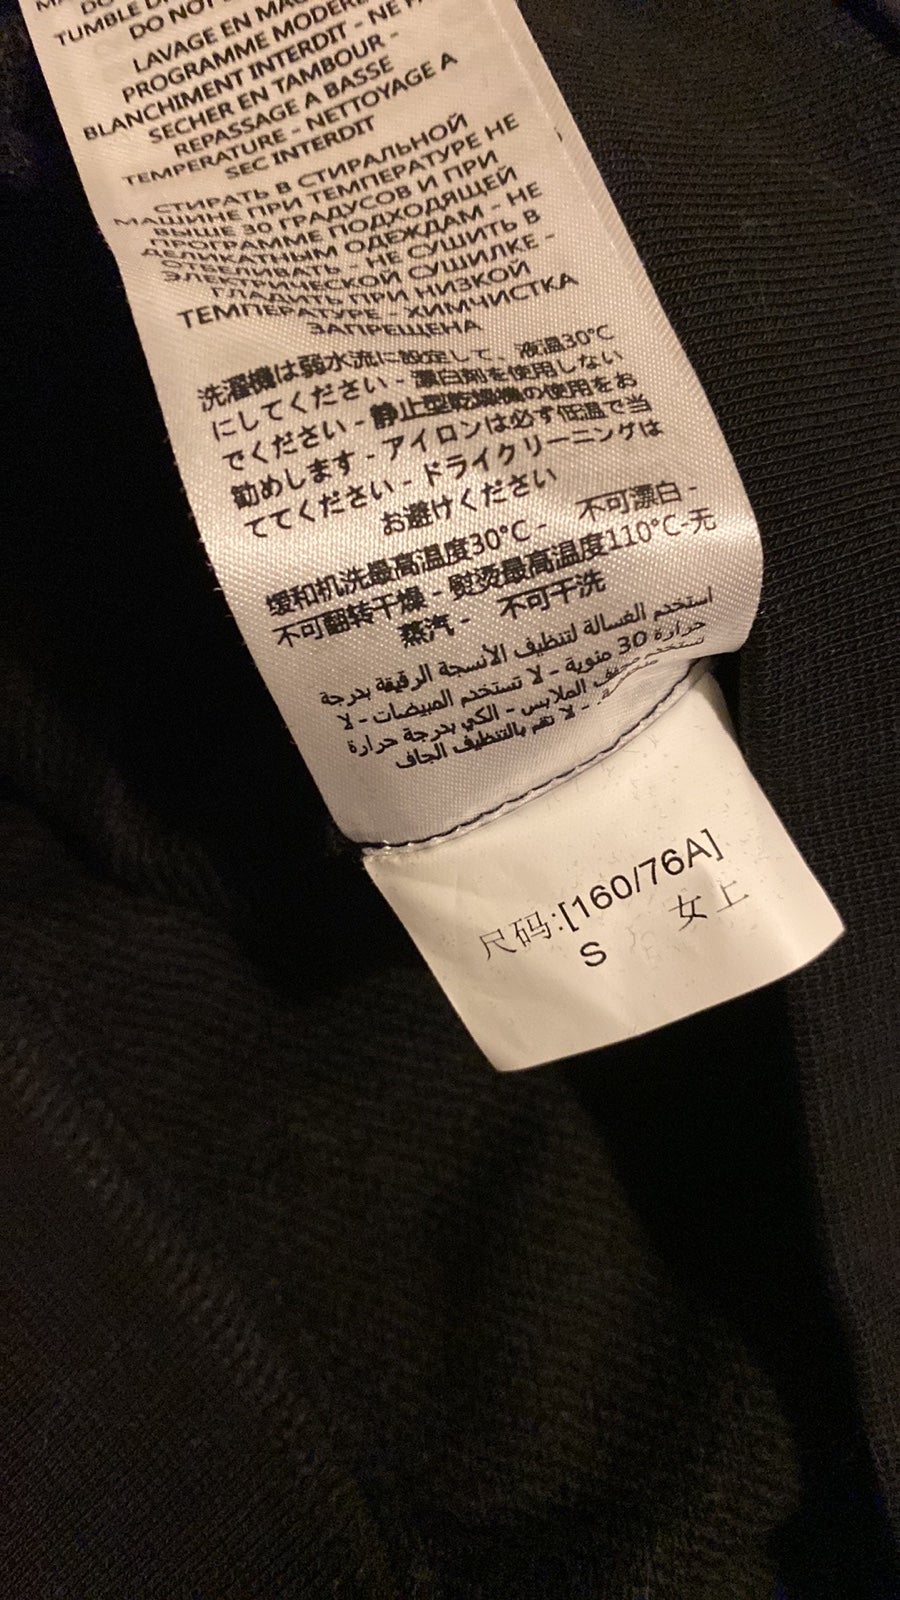 DO NOT
TUMBLE D
LAVAGE EN MAC
PROGRAMME MODERE
BLANCHIMENT INTERDIT - NE PA
SECHER EN TAMBOUR -
REPASSAGE A BASSE
TEMPERATURE - NETTOYAGE A
SEC INTERDIT
СТИРАТЬ В СТИРАЛЬНОЙ
МАШИНЕ ПРИ ТЕМПЕРАТУРЕ НЕ
ВЫШЕ 30 ГРАДУСОВ И ПРИ
ПРОГРАММЕ ПОДХОДЯЩЕЙ
ДЕЛИКАТНЫМ ОДЕЖДАМ - НЕ
ОТБЕЛИВАТЬ - НЕ СУШИТЬ В
ЭЛЕКТРИЧЕСКОЙ СУШИЛКЕ -
ГЛАДИТЬ ПРИ НИЗКОЙ
ТЕМПЕРАТУРЕ - ХИМЧИСТКА
ЗАПРЕЩЕНА
洗濯機は弱水流に設定して、液温30°C
にしてください - 漂白剤を使用しない
でください - 静止型乾燥機の使用をお
勧めします - アイロンは必ず低温で当
ててください - ドライクリーニングは
お避けください
缓和机洗最高温度30°C - 不可漂白 -
不可翻转干燥 - 熨烫最高温度110°C-无
蒸汽 - 不可干洗
استخدم الغسالة لتنظيف الأنسجة الرقيقة بدرجة
حرارة 30 مئوية - لا تستخدم المبيضات - لا
تستخدم مجفف الملابس - الكي بدرجة حرارة
- لا تقم بالتنظيف الجاف
尺码:[160/76A]
S 女上